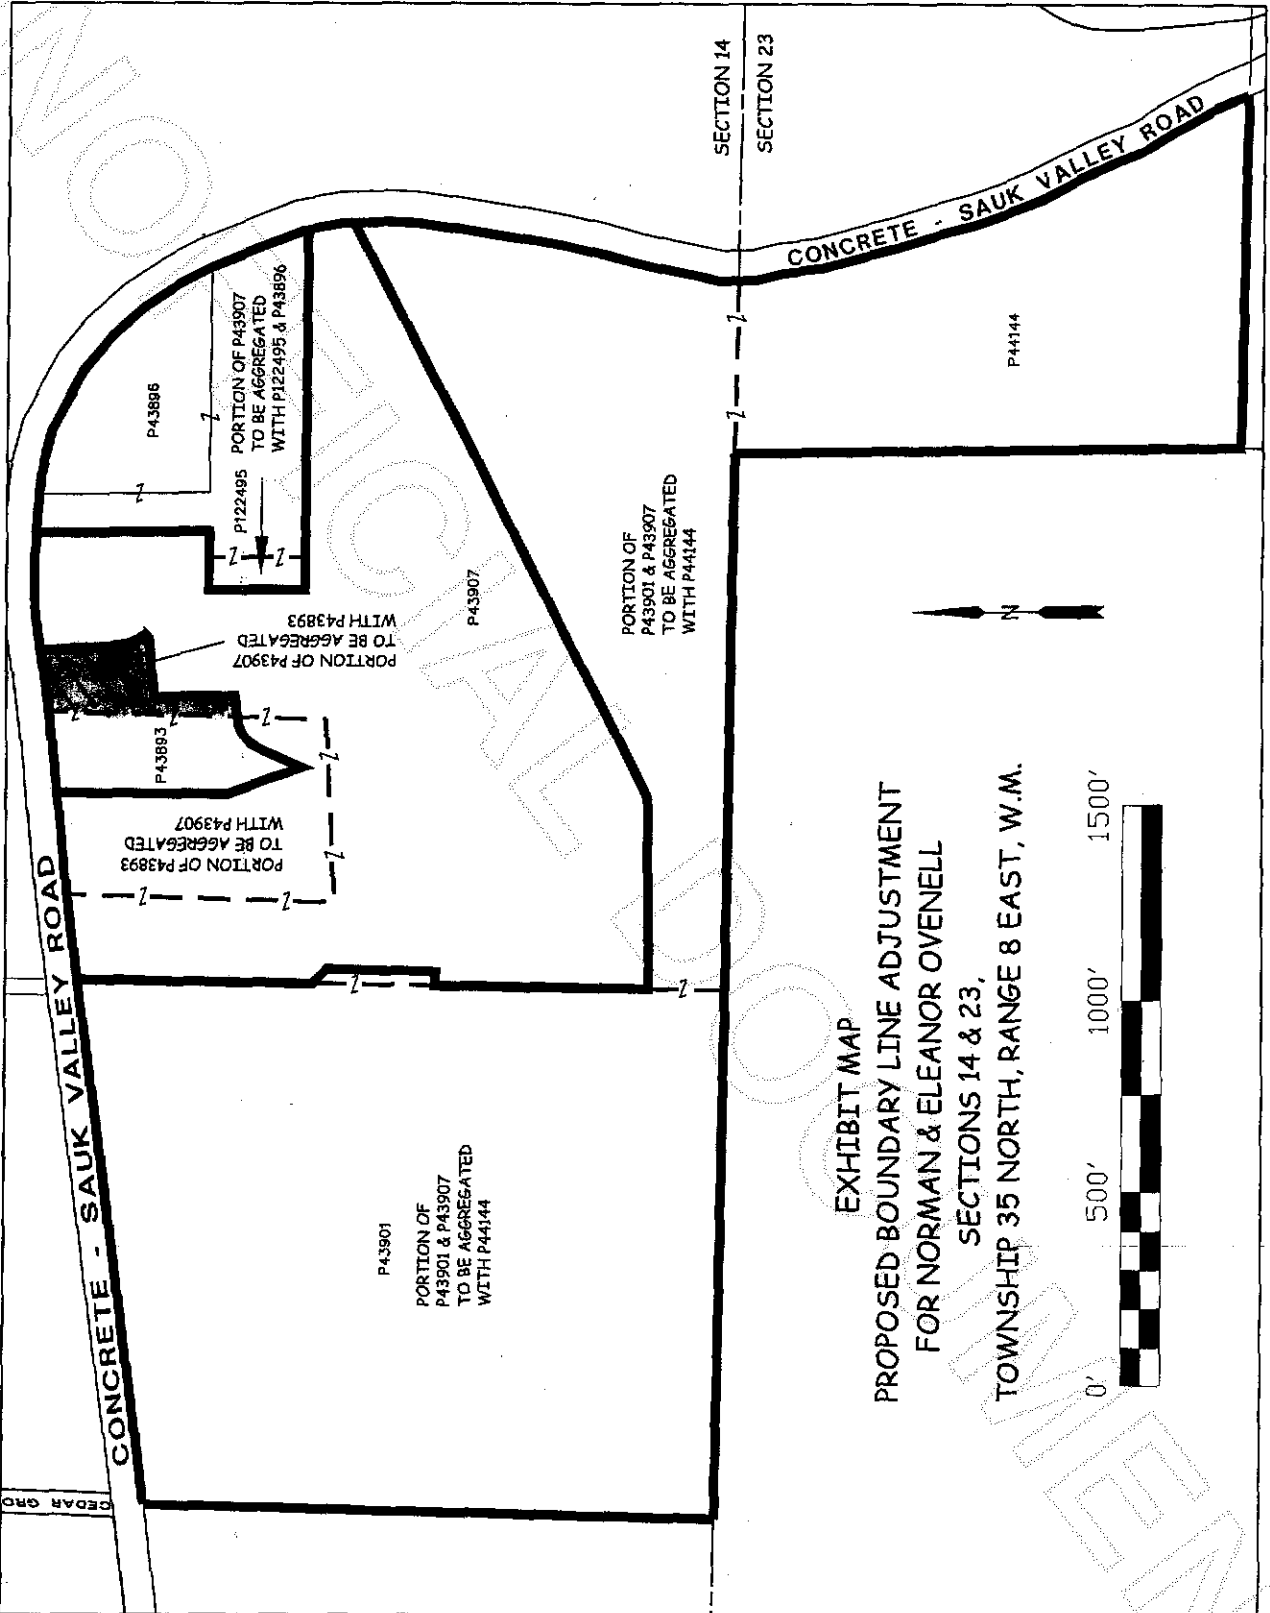 SECTION 14
SECTION 23
CONCRETE - SAUK VALLEY ROAD
P43896
PORTION OF P43907
TO BE AGGREGATED
WITH P122495 & P43896
P122495
P43907
PORTION OF
P43901 & P43907
TO BE AGGREGATED
WITH P44144
P44144
PORTION OF P43907
TO BE AGGREGATED
WITH P43893
P43893
PORTION OF P43893
TO BE AGGREGATED
WITH P43907
CONCRETE - SAUK VALLEY ROAD
CEDAR GRO
P43901
PORTION OF
P43901 & P43907
TO BE AGGREGATED
WITH P44144
N
EXHIBIT MAP
PROPOSED BOUNDARY LINE ADJUSTMENT
FOR NORMAN & ELEANOR OVENELL
SECTIONS 14 & 23,
TOWNSHIP 35 NORTH, RANGE 8 EAST, W.M.
0' 500' 1000' 1500'
UNOFFICIAL DOCUMENT